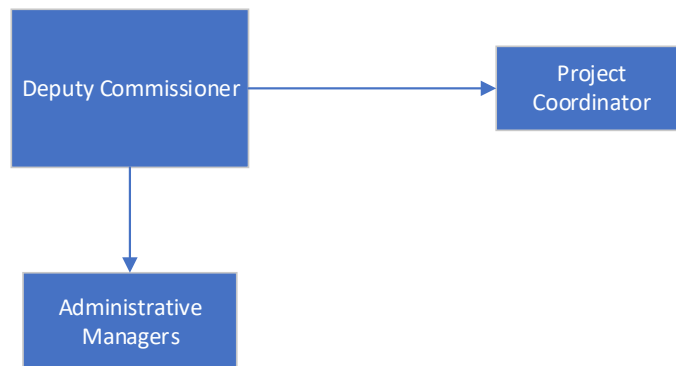 Deputy Commissioner
Project
Coordinator
Administrative
Managers